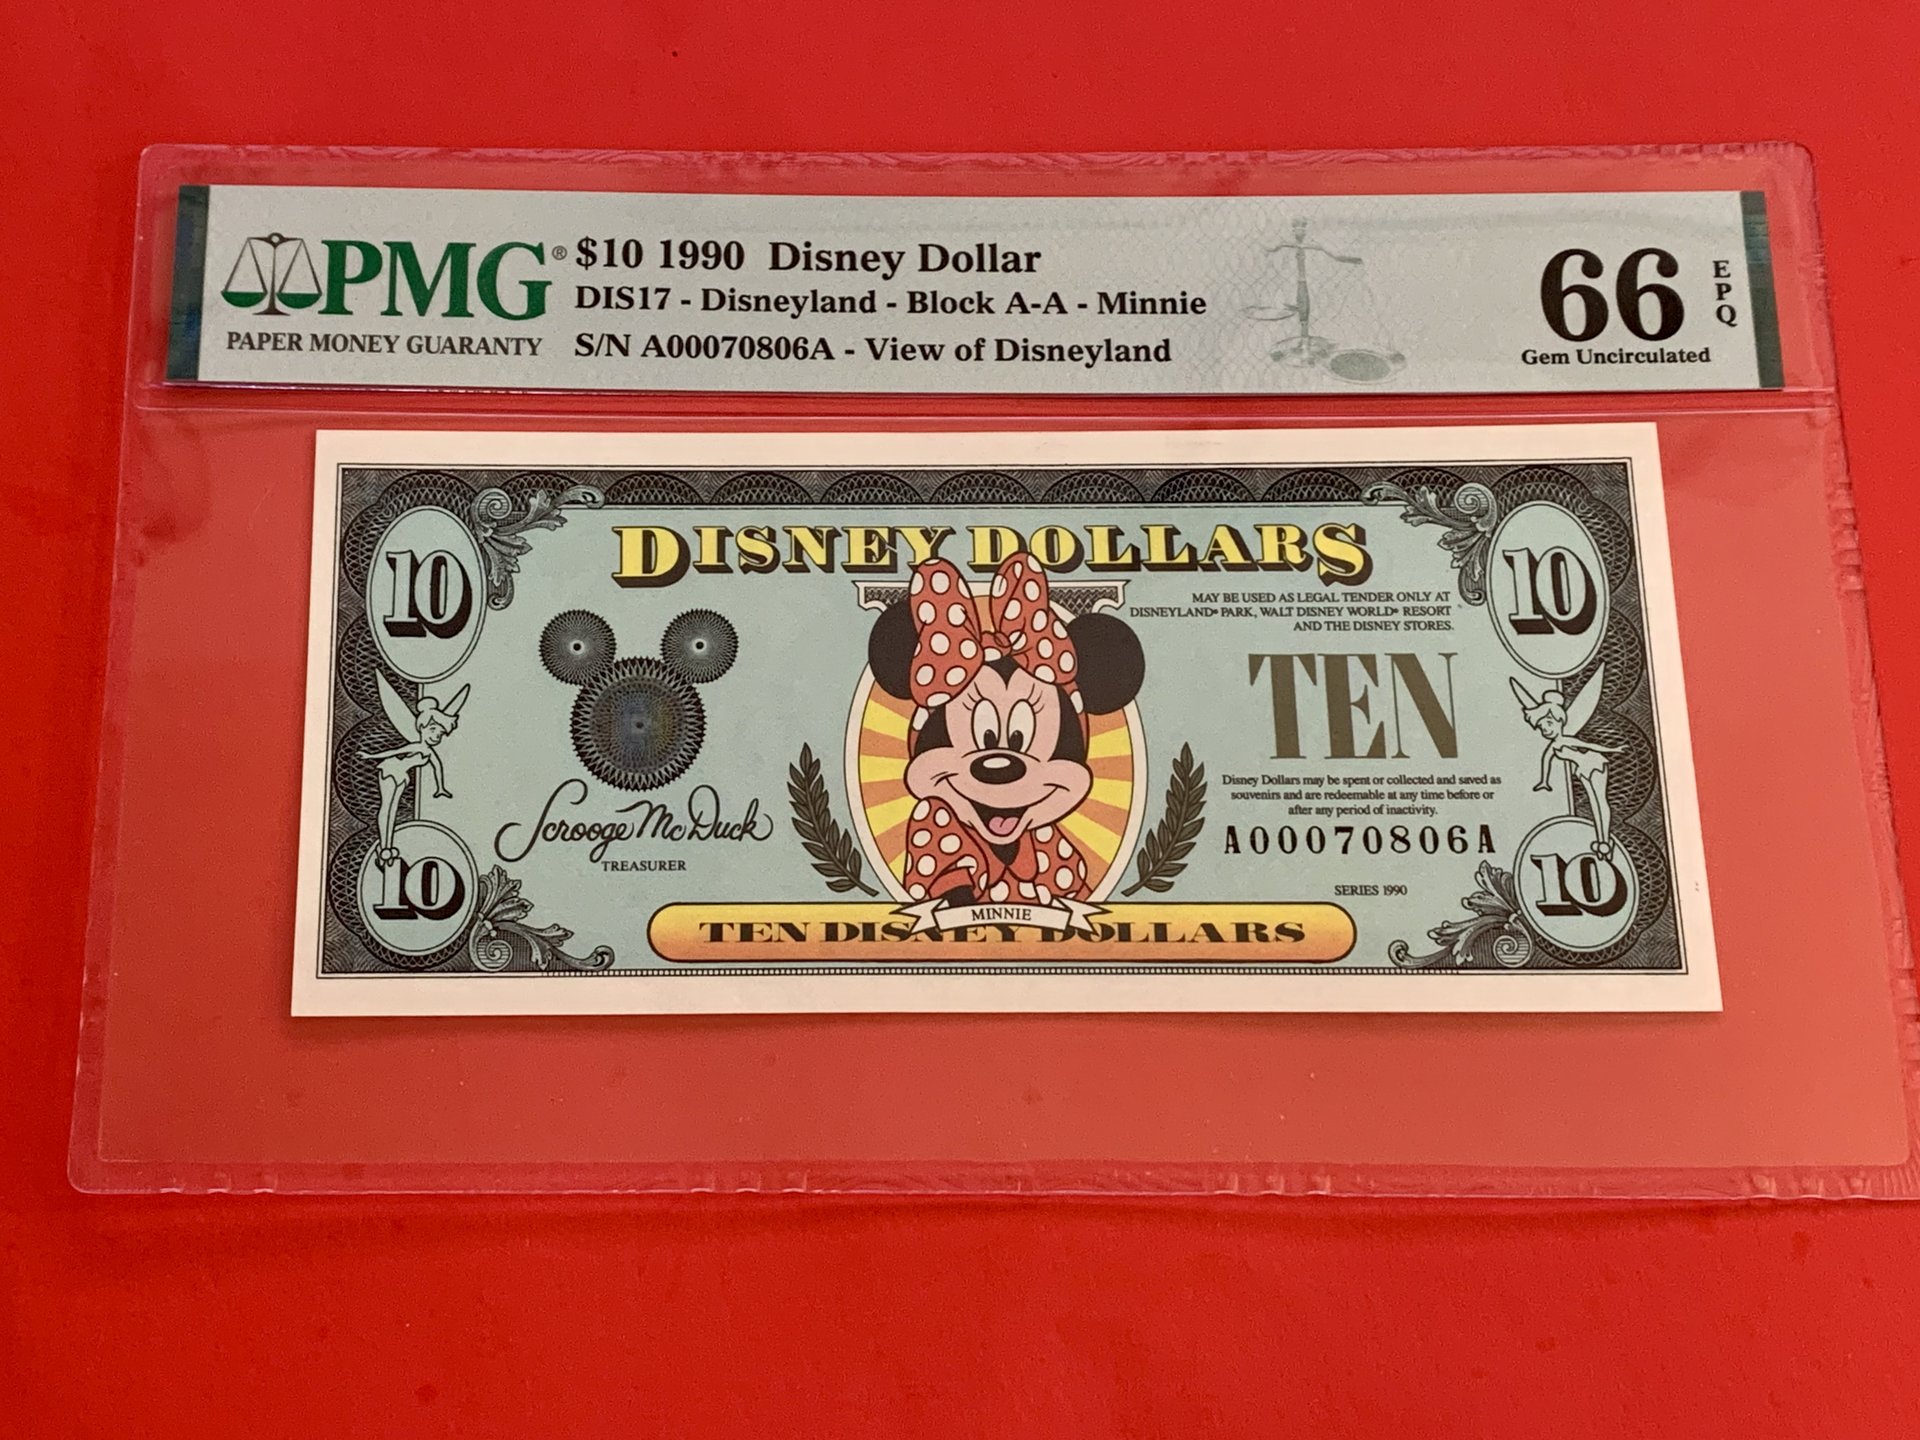 PMG® $10 1990 Disney Dollar
DIS17 - Disneyland - Block A-A - Minnie
PAPER MONEY GUARANTY S/N A00070806A - View of Disneyland
66 EPQ
Gem Uncirculated
DISNEY DOLLARS
10 10
MAY BE USED AS LEGAL TENDER ONLY AT
DISNEYLAND® PARK, WALT DISNEY WORLD® RESORT
AND THE DISNEY STORES.
TEN
Disney Dollars may be spent or collected and saved as
souvenirs and are redeemable at any time before or
after any period of inactivity.
Scrooge McDuck
TREASURER
A00070806A
10 10
SERIES 1990
MINNIE
TEN DISNEY DOLLARS